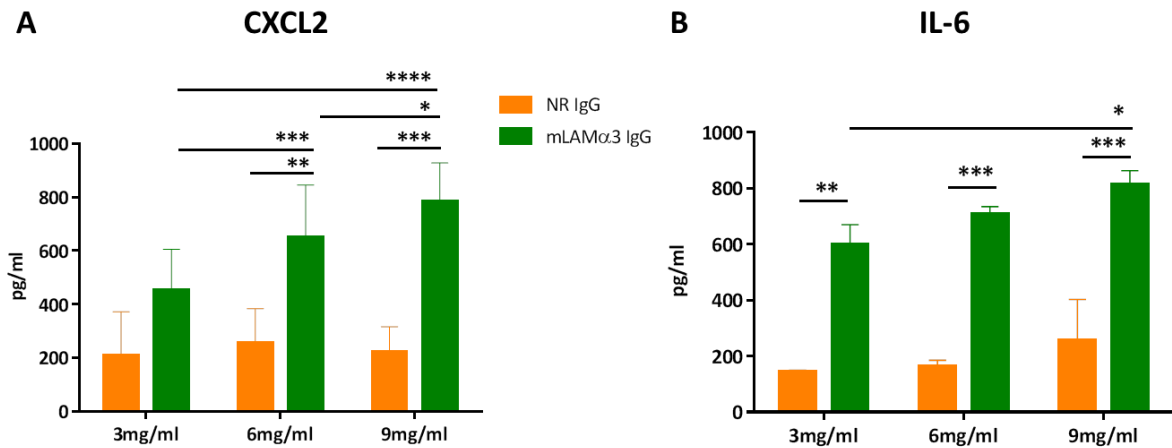 A
CXCL2
****
*
***
**
***
1000
800
600
400
200
0
pg/ml
3mg/ml
6mg/ml
9mg/ml
NR IgG
mLAMα3 IgG
B
IL-6
*
***
***
**
1000
800
600
400
200
0
pg/ml
3mg/ml
6mg/ml
9mg/ml